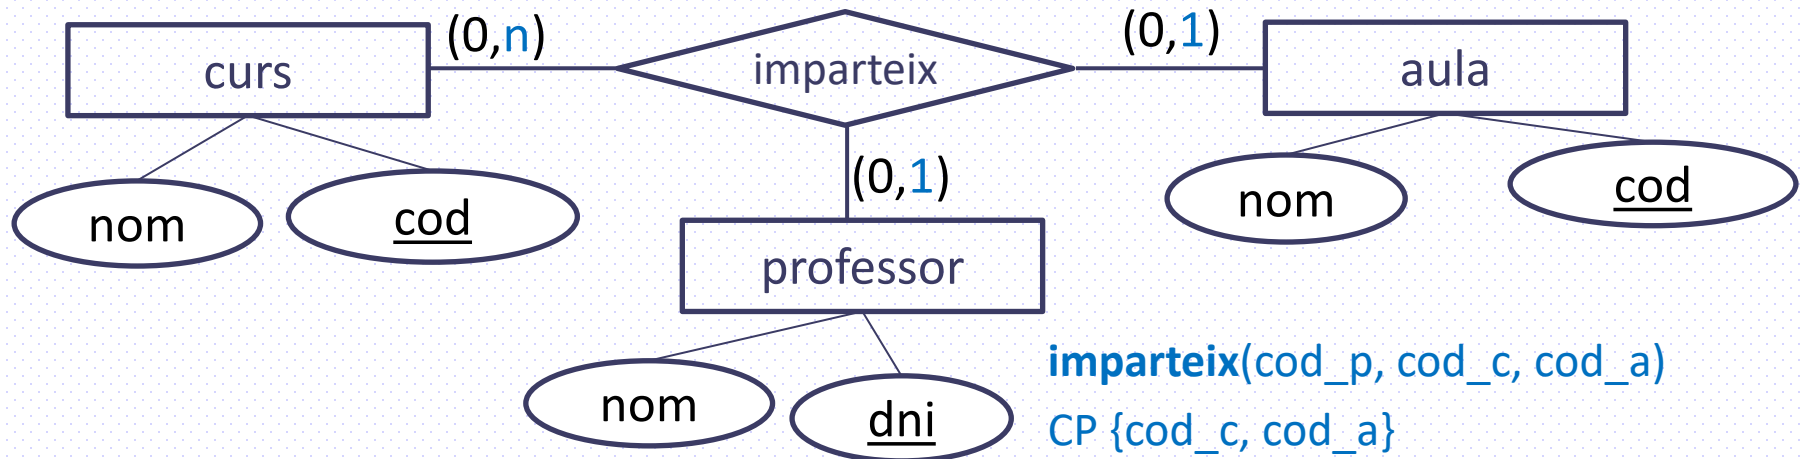 (0,n)
(0,1)
curs
imparteix
aula
(0,1)
nom
cod
nom
cod
professor
imparteix(cod_p, cod_c, cod_a)
nom
dni
CP {cod_c, cod_a}